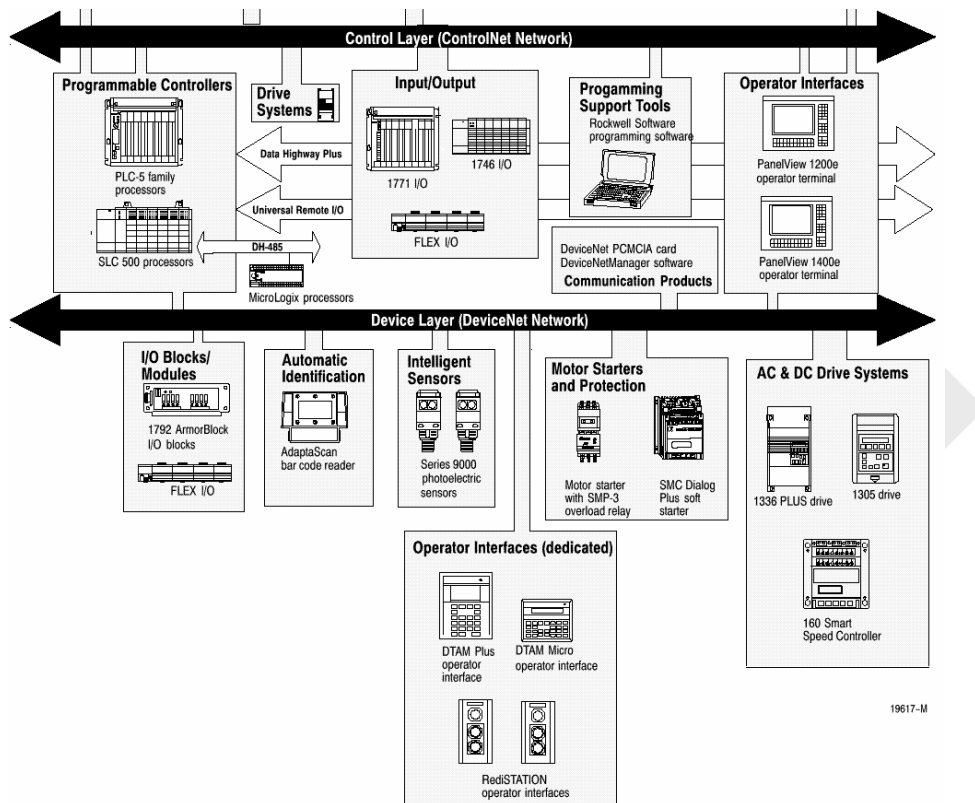 Control Layer (ControlNet Network)
Programmable Controllers
PLC-5 family
processors
SLC 500 processors
Drive
Systems
Data Highway Plus
Universal Remote I/O
DH-485
MicroLogix processors
Input/Output
1771 I/O
1746 I/O
FLEX I/O
Progamming
Support Tools
Rockwell Software
programming software
DeviceNet PCMCIA card
DeviceNetManager software
Communication Products
Operator Interfaces
PanelView 1200e
operator terminal
PanelView 1400e
operator terminal
Device Layer (DeviceNet Network)
I/O Blocks/
Modules
1792 ArmorBlock
I/O blocks
FLEX I/O
Automatic
Identification
AdaptaScan
bar code reader
Intelligent
Sensors
Series 9000
photoelectric
sensors
Motor Starters
and Protection
Motor starter
with SMP-3
overload relay
SMC Dialog
Plus soft
starter
AC & DC Drive Systems
1336 PLUS drive
1305 drive
160 Smart
Speed Controller
Operator Interfaces (dedicated)
DTAM Plus
operator
interface
DTAM Micro
operator interface
RediSTATION
operator interfaces
19617-M